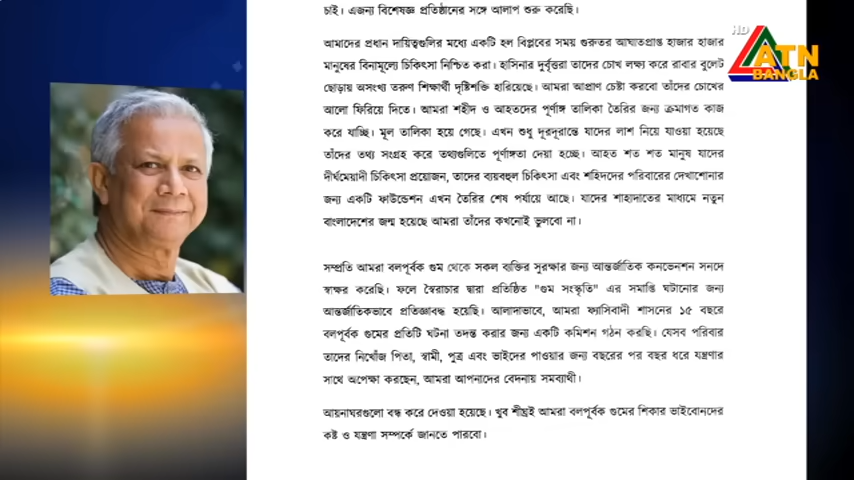 চাই। এজন্য বিশেষজ্ঞ প্রতিষ্ঠানের সঙ্গে আলাপ শুরু করেছি।
আমাদের প্রধান দায়িত্বগুলির মধ্যে একটি হল বিপ্লবের সময় গুরুতর আঘাতপ্রাপ্ত হাজার হাজার
মানুষের বিনামূল্যে চিকিৎসা নিশ্চিত করা। হাসিনার দুর্বৃত্তরা তাদের চোখ লক্ষ্য করে রাবার বুলেট
ছোড়ায় অসংখ্য তরুণ শিক্ষার্থী দৃষ্টিশক্তি হারিয়েছে। আমরা আপ্রাণ চেষ্টা করবো তাঁদের চোখের
আলো ফিরিয়ে দিতে। আমরা শহীদ ও আহতদের পূর্ণাঙ্গ তালিকা তৈরির জন্য ক্রমাগত কাজ
করে যাচ্ছি। মূল তালিকা হয়ে গেছে। এখন শুধু দূরদূরান্তে যাদের লাশ নিয়ে যাওয়া হয়েছে
তাঁদের তথ্য সংগ্রহ করে তথ্যগুলিতে পূর্ণাঙ্গতা দেয়া হচ্ছে। আহত শত শত মানুষ যাদের
দীর্ঘমেয়াদী চিকিৎসা প্রয়োজন, তাদের ব্যয়বহুল চিকিৎসা এবং শহিদদের পরিবারের দেখাশোনার
জন্য একটি ফাউন্ডেশন এখন তৈরির শেষ পর্যায়ে আছে। যাদের শাহাদাতের মাধ্যমে নতুন
বাংলাদেশের জন্ম হয়েছে আমরা তাঁদের কখনোই ভুলবো না।
সম্প্রতি আমরা বলপূর্বক গুম থেকে সকল ব্যক্তির সুরক্ষার জন্য আন্তর্জাতিক কনভেনশন সনদে
স্বাক্ষর করেছি। ফলে স্বৈরাচার দ্বারা প্রতিষ্ঠিত "গুম সংস্কৃতি" এর সমাপ্তি ঘটানোর জন্য
আন্তর্জাতিকভাবে প্রতিজ্ঞাবদ্ধ হয়েছি। আলাদাভাবে, আমরা ফ্যাসিবাদী শাসনের ১৫ বছরে
বলপূর্বক গুমের প্রতিটি ঘটনা তদন্ত করার জন্য একটি কমিশন গঠন করছি। যেসব পরিবার
তাদের নিখোঁজ পিতা, স্বামী, পুত্র এবং ভাইদের পাওয়ার জন্য বছরের পর বছর ধরে যন্ত্রণার
সাথে অপেক্ষা করছেন, আমরা আপনাদের বেদনায় সমব্যাথী।
আয়নাঘরগুলো বন্ধ করে দেওয়া হয়েছে। খুব শীঘ্রই আমরা বলপূর্বক গুমের শিকার ভাইবোনদের
কষ্ট ও যন্ত্রণা সম্পর্কে জানতে পারবো।
HD
ATN
BANGLA